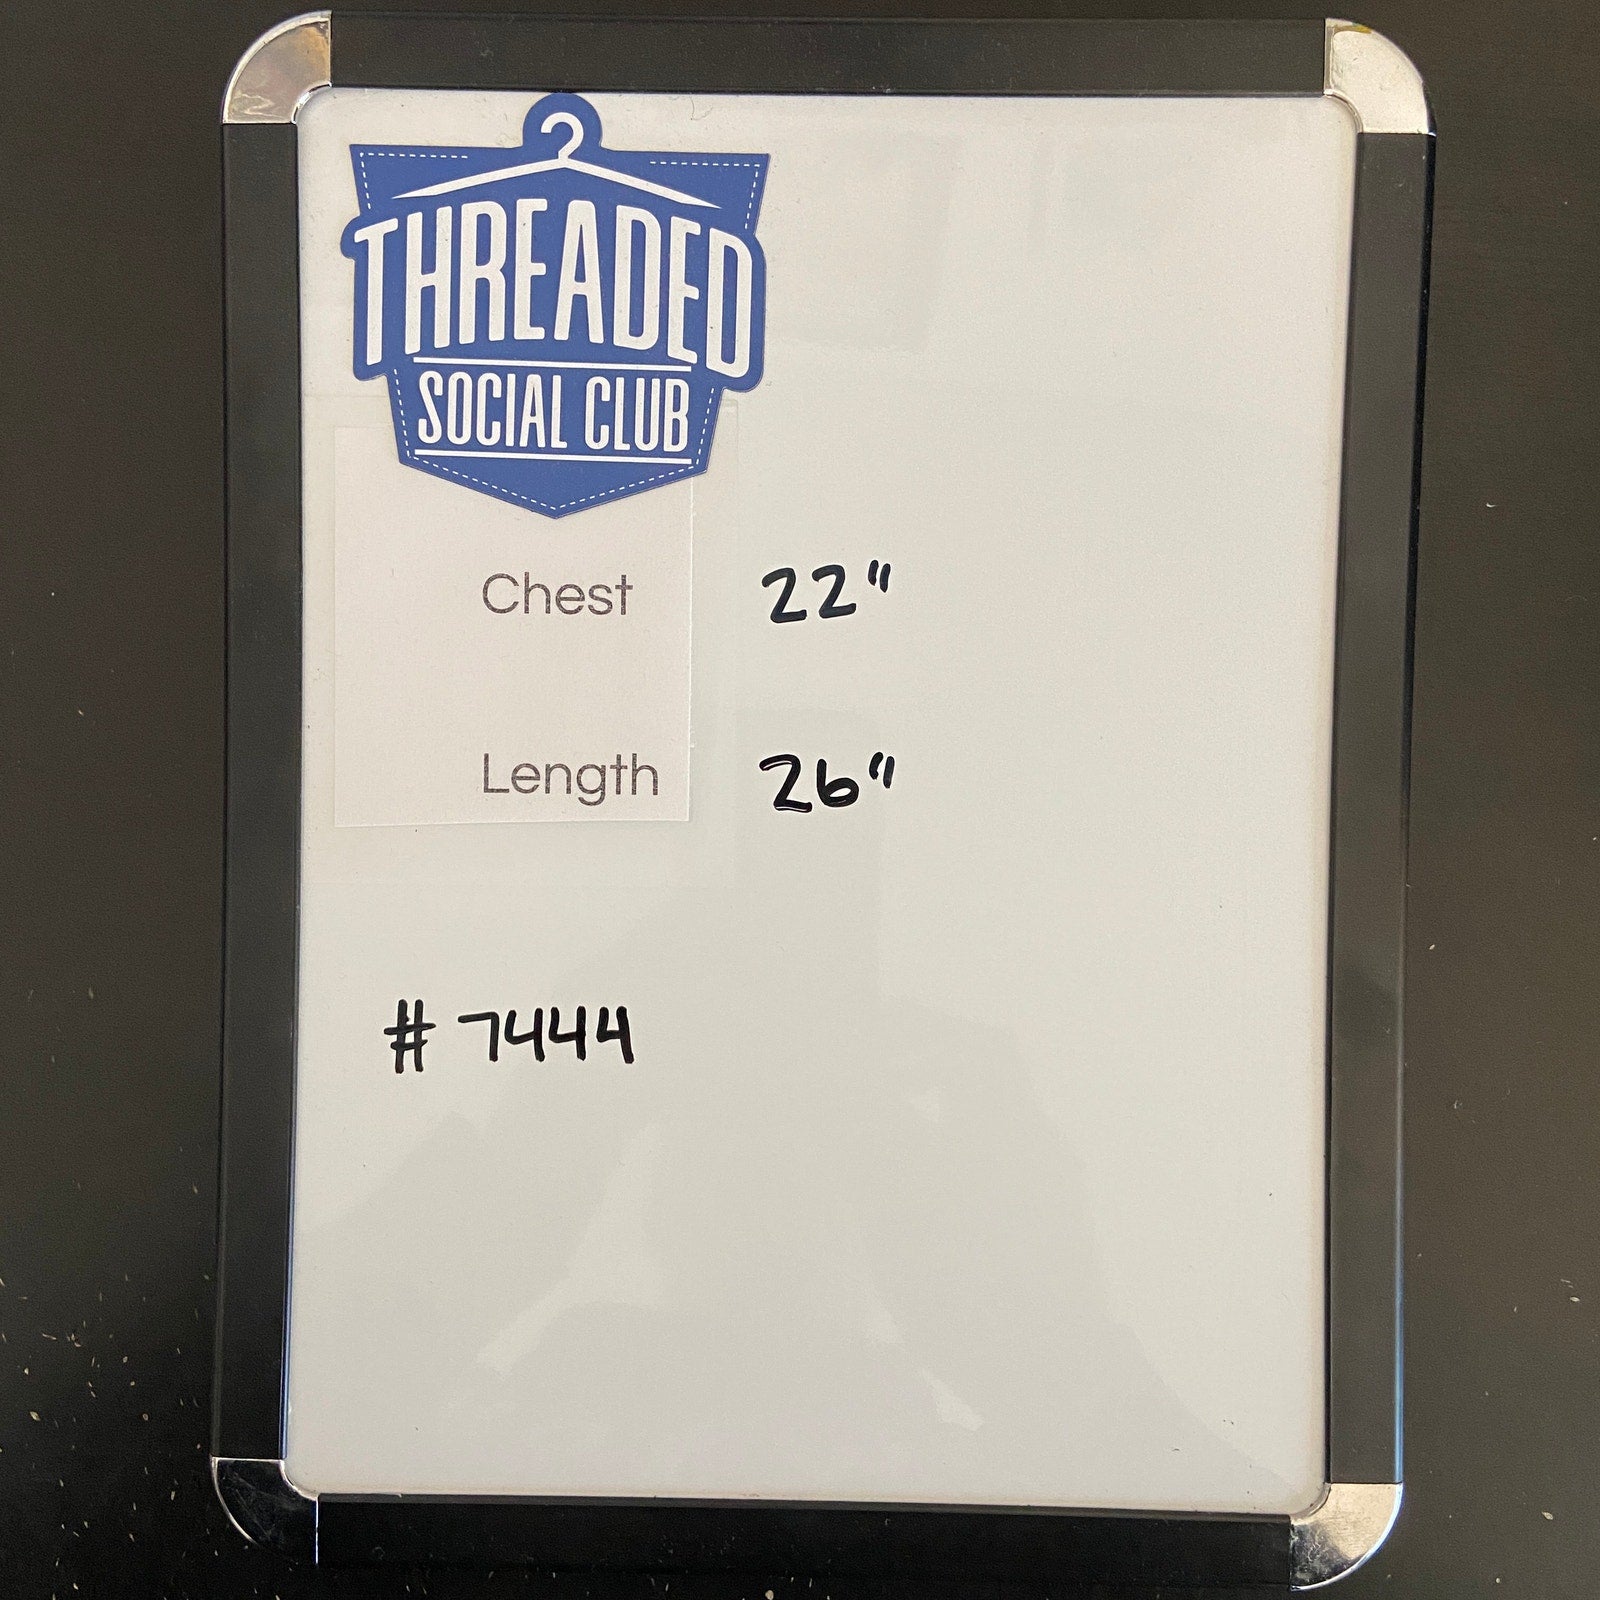 THREADED
SOCIAL CLUB
Chest 22"
Length 26"
# 7444